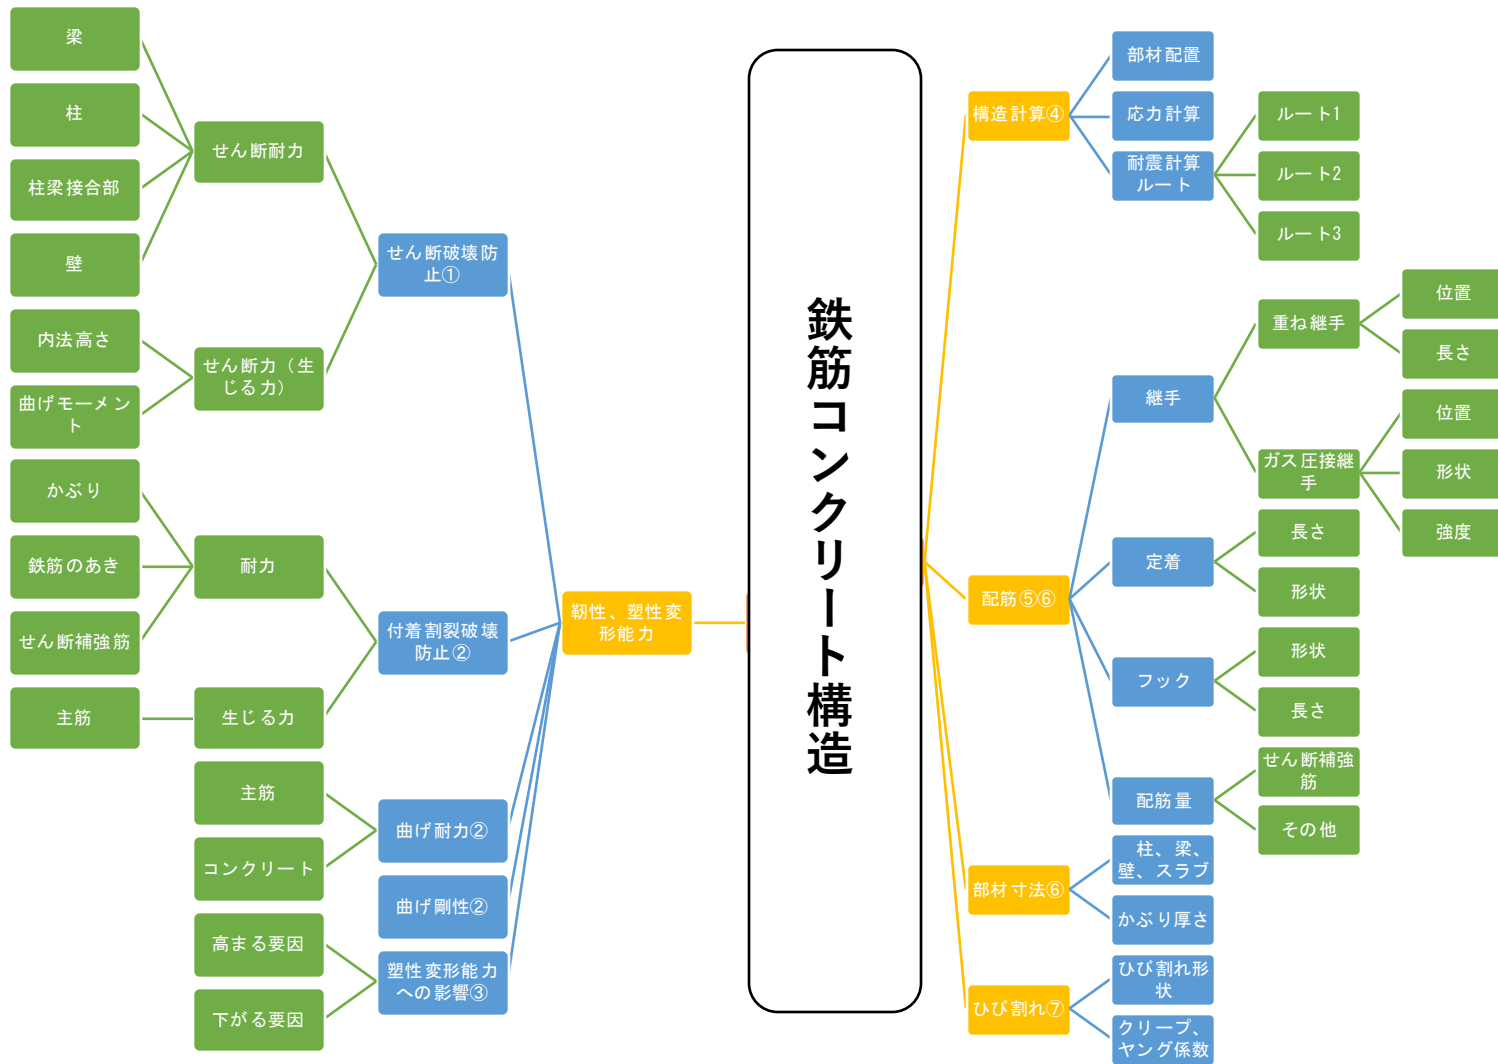 鉄筋コンクリート構造
靭性、塑性変
形能力
せん断破壊防
止①
せん断耐力
梁
柱
柱梁接合部
壁
せん断力（生
じる力）
内法高さ
曲げモーメン
ト
付着割裂破壊
防止②
耐力
かぶり
鉄筋のあき
せん断補強筋
生じる力
主筋
曲げ耐力②
主筋
コンクリート
曲げ剛性②
塑性変形能力
への影響③
高まる要因
下がる要因
構造計算④
部材配置
応力計算
耐震計算
ルート
ルート1
ルート2
ルート3
配筋⑤⑥
継手
重ね継手
位置
長さ
ガス圧接継
手
位置
形状
強度
定着
長さ
形状
フック
形状
長さ
配筋量
せん断補強
筋
その他
部材寸法⑥
柱、梁、
壁、スラブ
かぶり厚さ
ひび割れ⑦
ひび割れ形
状
クリープ、
ヤング係数